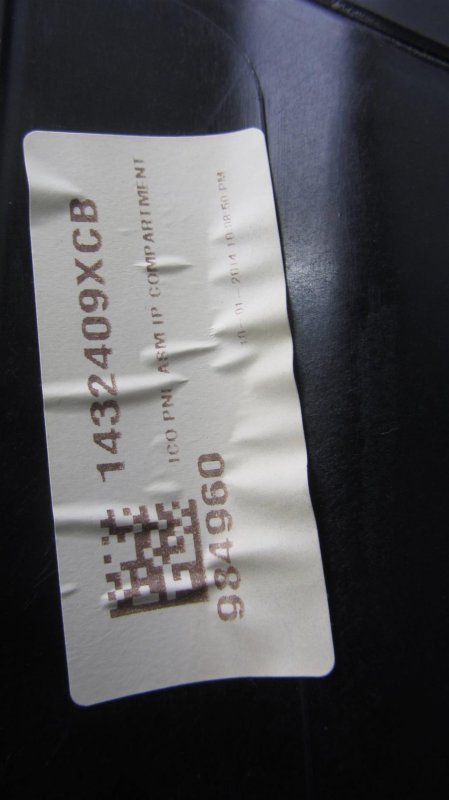 1432409XCB
ICO PNL ASM IP COMPARTMENT
10-01-2014 10:38:50 PM
984960